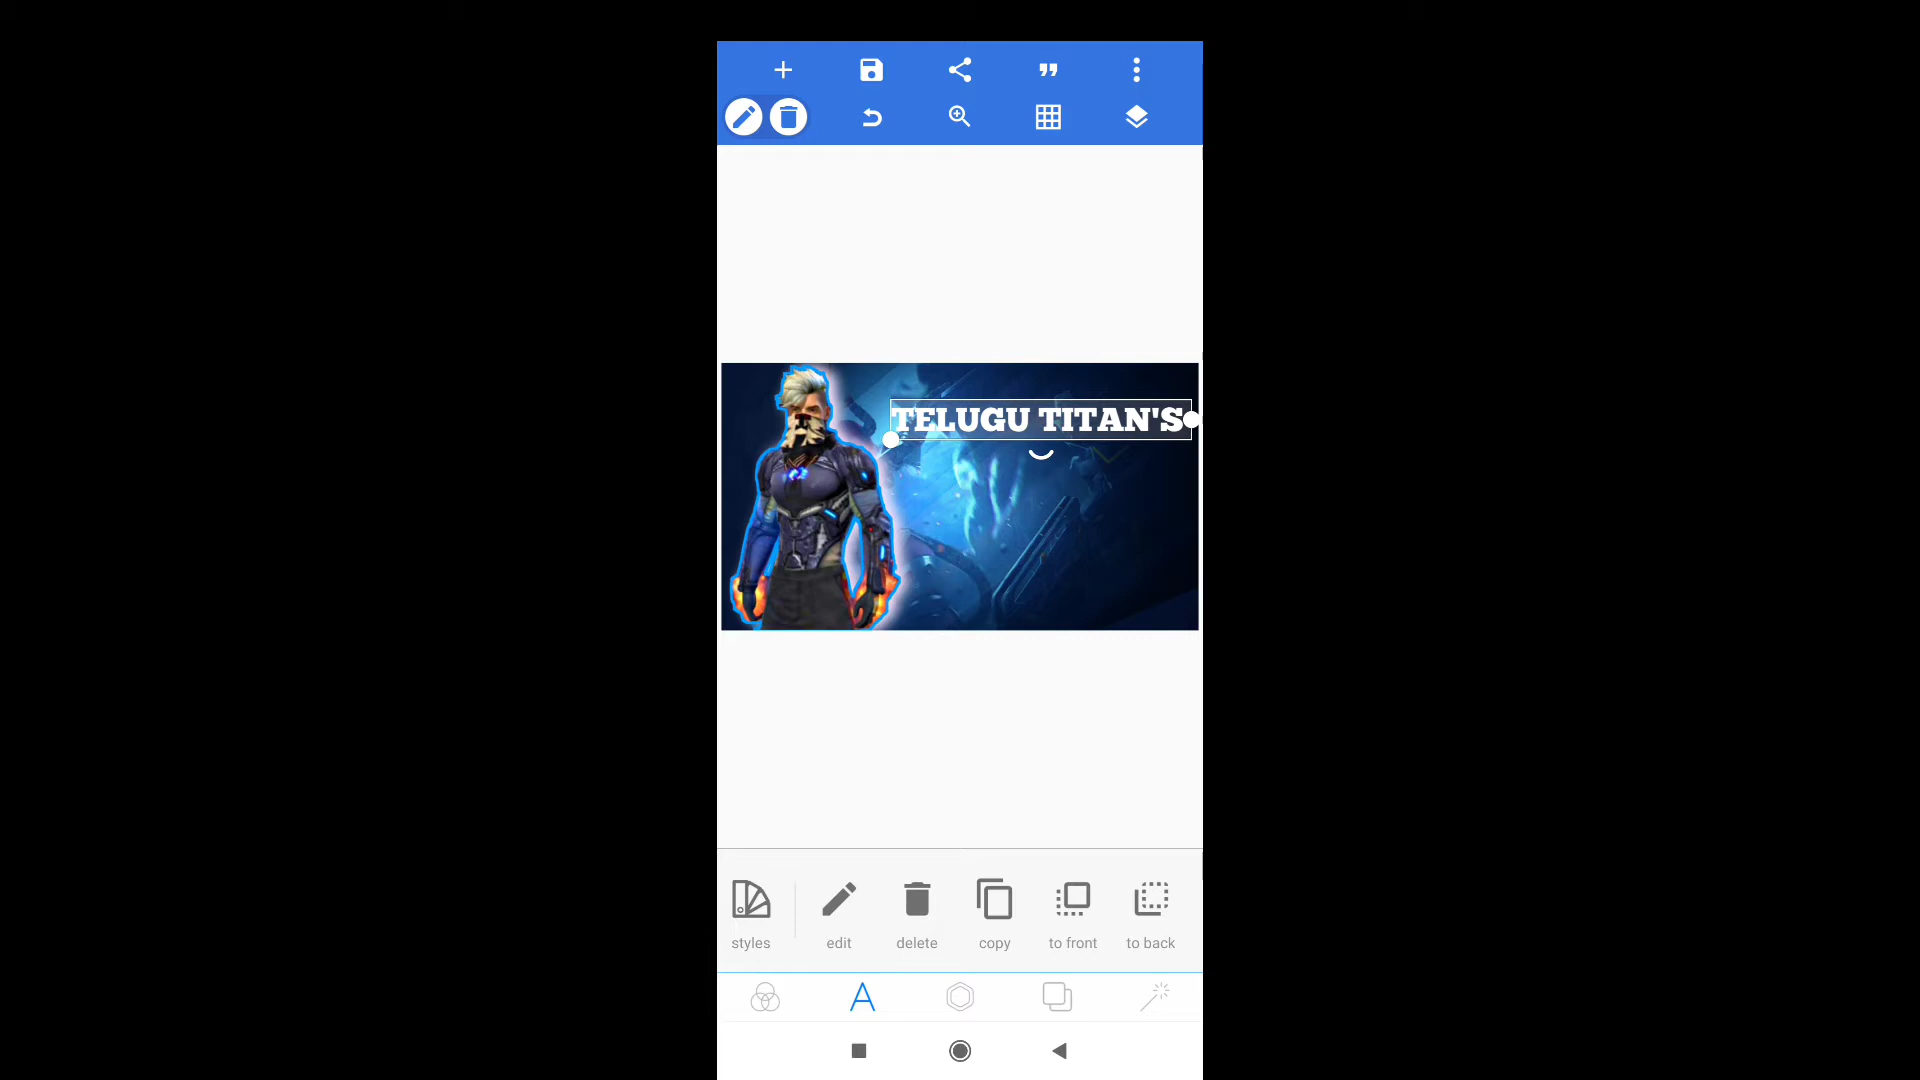 TELUGU TITAN'S
styles
edit
delete
copy
to front
to back